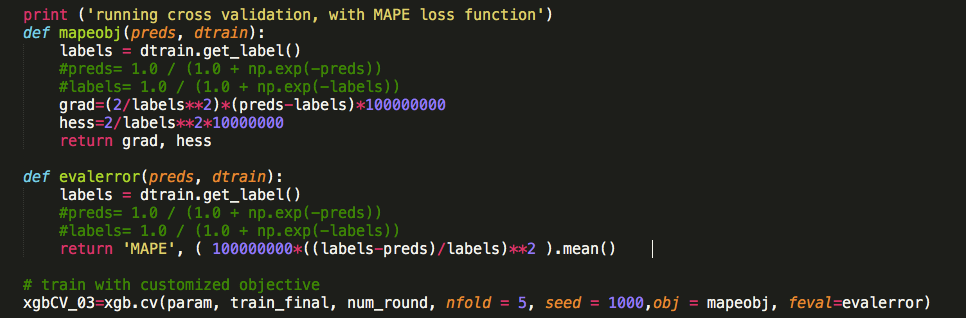 print ('running cross validation, with MAPE loss function')
def mapeobj(preds, dtrain):
    labels = dtrain.get_label()
    #preds= 1.0 / (1.0 + np.exp(-preds))
    #labels= 1.0 / (1.0 + np.exp(-labels))
    grad=(2/labels**2)*(preds-labels)*100000000
    hess=2/labels**2*10000000
    return grad, hess
def evalerror(preds, dtrain):
    labels = dtrain.get_label()
    #preds= 1.0 / (1.0 + np.exp(-preds))
    #labels= 1.0 / (1.0 + np.exp(-labels))
    return 'MAPE', ( 100000000*((labels-preds)/labels)**2 ).mean()
# train with customized objective
xgbCV_03=xgb.cv(param, train_final, num_round, nfold = 5, seed = 1000,obj = mapeobj, feval=evalerror)